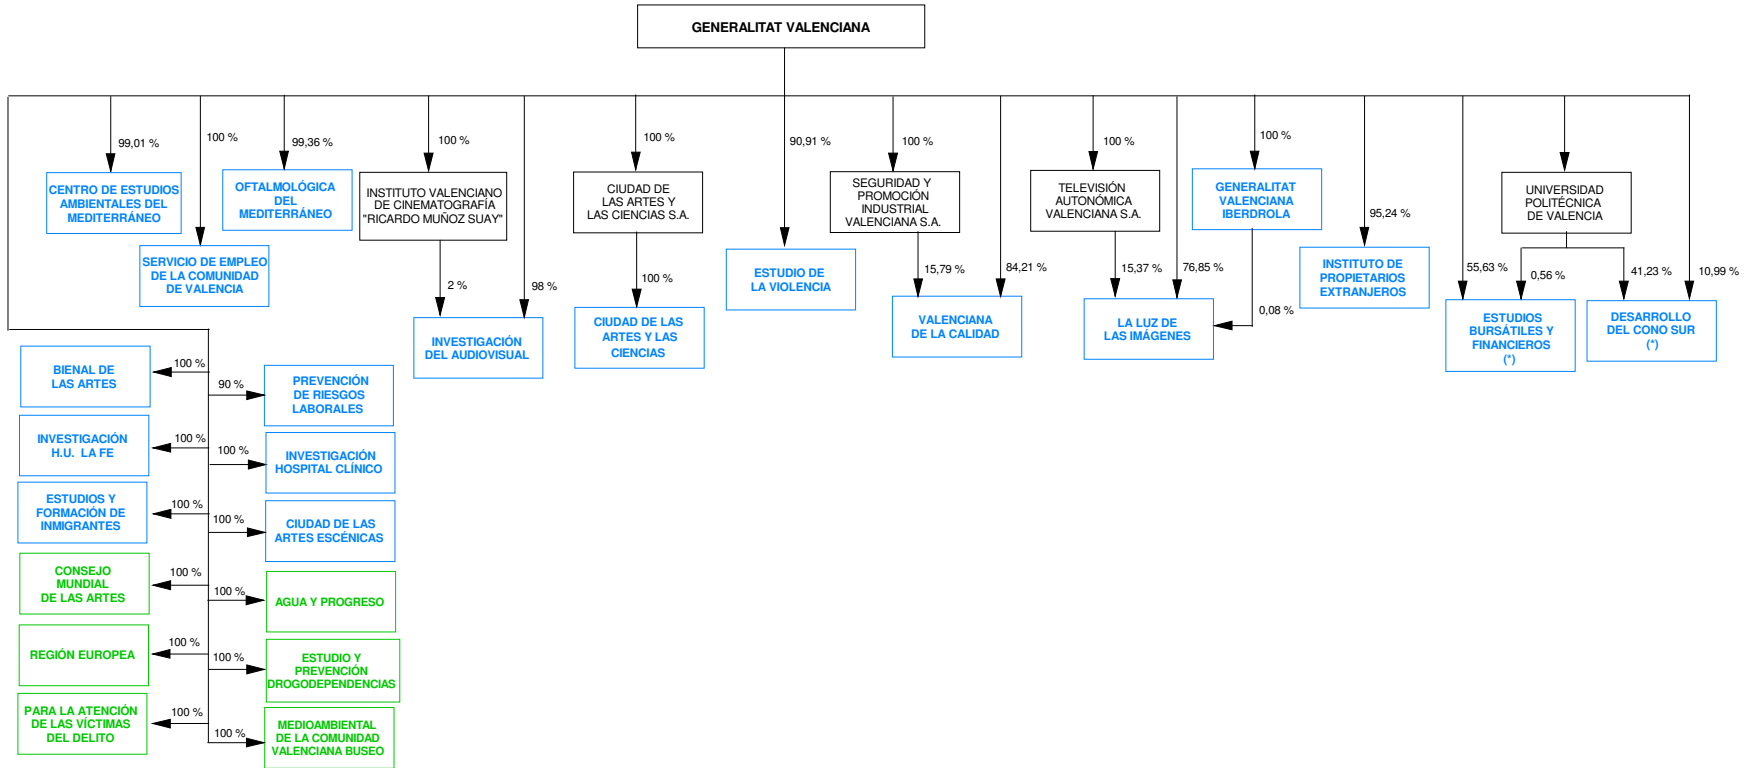 GENERALITAT VALENCIANA
99,01 %
100 %
99,36 %
100 %
100 %
90,91 %
100 %
100 %
100 %
CENTRO DE ESTUDIOS
AMBIENTALES DEL
MEDITERRÁNEO
OFTALMOLÓGICA
DEL
MEDITERRÁNEO
INSTITUTO VALENCIANO
DE CINEMATOGRAFÍA
"RICARDO MUÑOZ SUAY"
CIUDAD DE
LAS ARTES Y
LAS CIENCIAS S.A.
SEGURIDAD Y
PROMOCIÓN
INDUSTRIAL
VALENCIANA S.A.
TELEVISIÓN
AUTONÓMICA
VALENCIANA S.A.
GENERALITAT
VALENCIANA
IBERDROLA
95,24 %
UNIVERSIDAD
POLITÉCNICA
DE VALENCIA
SERVICIO DE EMPLEO
DE LA COMUNIDAD
DE VALENCIA
2 %
98 %
100 %
ESTUDIO DE
LA VIOLENCIA
15,79 %
84,21 %
15,37 %
76,85 %
0,08 %
INSTITUTO DE
PROPIETARIOS
EXTRANJEROS
55,63 %
0,56 %
41,23 %
10,99 %
INVESTIGACIÓN
DEL AUDIOVISUAL
CIUDAD DE LAS
ARTES Y LAS
CIENCIAS
VALENCIANA
DE LA CALIDAD
LA LUZ DE
LAS IMÁGENES
ESTUDIOS
BURSÁTILES Y
FINANCIEROS
(*)
DESARROLLO
DEL CONO SUR
(*)
BIENAL DE
LAS ARTES
100 %
90 %
PREVENCIÓN
DE RIESGOS
LABORALES
INVESTIGACIÓN
H.U. LA FE
100 %
100 %
INVESTIGACIÓN
HOSPITAL CLÍNICO
ESTUDIOS Y
FORMACIÓN DE
INMIGRANTES
100 %
100 %
CIUDAD DE LAS
ARTES ESCÉNICAS
CONSEJO
MUNDIAL
DE LAS ARTES
100 %
100 %
AGUA Y PROGRESO
REGIÓN EUROPEA
100 %
100 %
ESTUDIO Y
PREVENCIÓN
DROGODEPENDENCIAS
PARA LA ATENCIÓN
DE LAS VÍCTIMAS
DEL DELITO
100 %
100 %
MEDIOAMBIENTAL
DE LA COMUNIDAD
VALENCIANA BUSEO